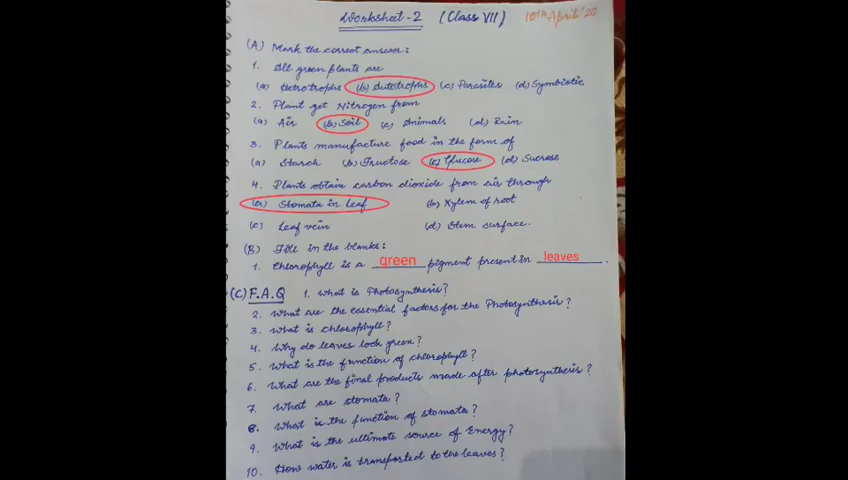 Worksheet-2 (Class VII) 10th April'20
(A) Mark the correct answer:
1. All green plants are
(a) Hetrotrophs (b) Autotrophs (c) Parasites (d) Symbiotic
2. Plant get Nitrogen from
(a) Air (b) Soil (c) Animals (d) Rain
3. Plants manufacture food in the form of
(a) Starch (b) Fructose (c) Glucose (d) Sucrose
4. Plants obtain carbon dioxide from air through
(a) Stomata in leaf (b) Xylem of root
(c) Leaf vein (d) Stem surface.
(B) Fill in the blanks:
1. Chlorophyll is a green pigment present in leaves.
(C) F.A.Q 1. What is Photosynthesis?
2. What are the essential factors for the Photosynthesis?
3. What is chlorophyll?
4. Why do leaves look green?
5. What is the function of chlorophyll?
6. What are the final products made after photosynthesis?
7. What are stomata?
8. What is the function of stomata?
9. What is the ultimate source of Energy?
10. How water is transported to the leaves?